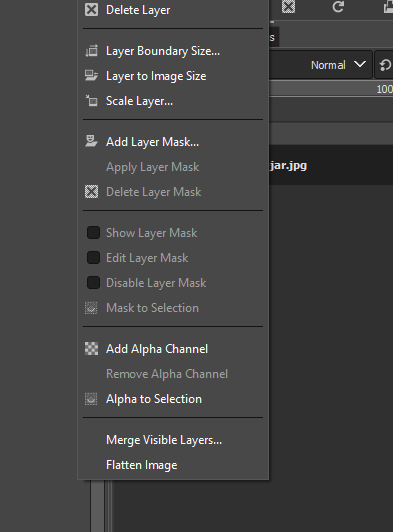 Delete Layer
s
Layer Boundary Size...
Layer to Image Size
Normal
Scale Layer...
100
Add Layer Mask...
Apply Layer Mask
jar.jpg
Delete Layer Mask
Show Layer Mask
Edit Layer Mask
Disable Layer Mask
Mask to Selection
Add Alpha Channel
Remove Alpha Channel
Alpha to Selection
Merge Visible Layers...
Flatten Image